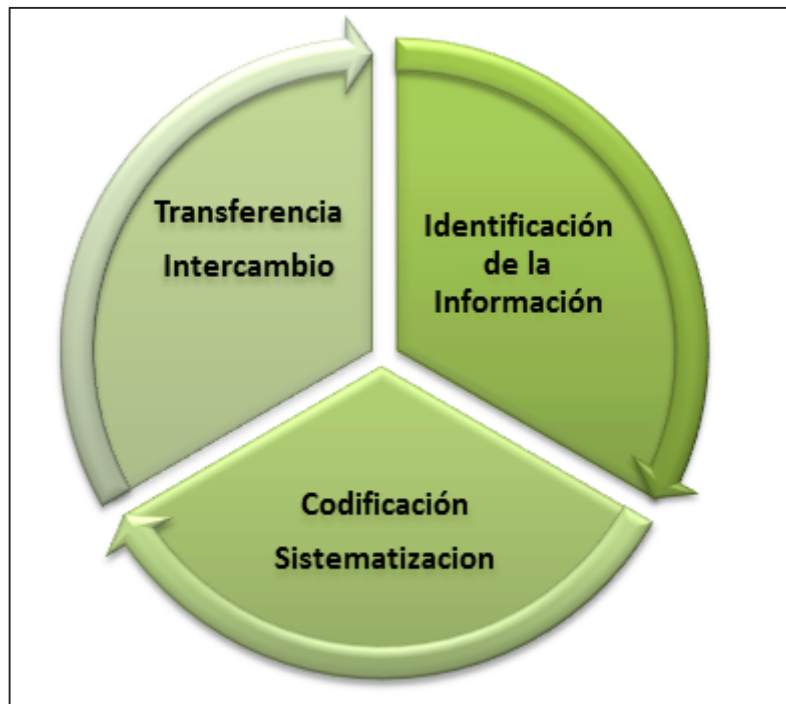 Transferencia
Intercambio
Identificación
de la
Información
Codificación
Sistematizacion